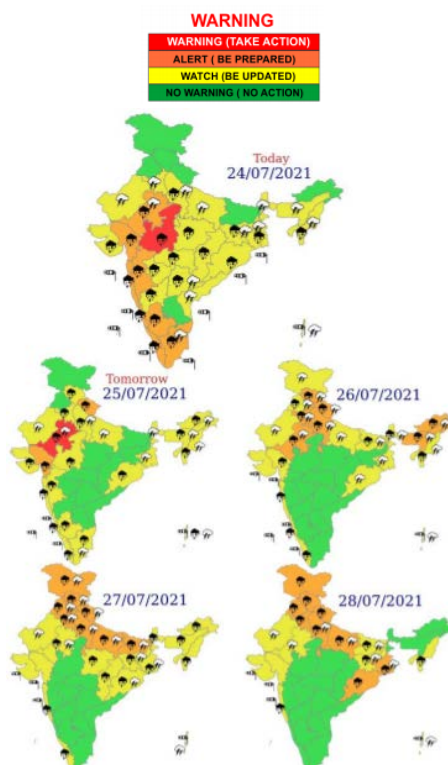 WARNING
WARNING (TAKE ACTION)
ALERT ( BE PREPARED)
WATCH (BE UPDATED)
NO WARNING ( NO ACTION)
Today
24/07/2021
Tomorrow
25/07/2021
26/07/2021
27/07/2021
28/07/2021